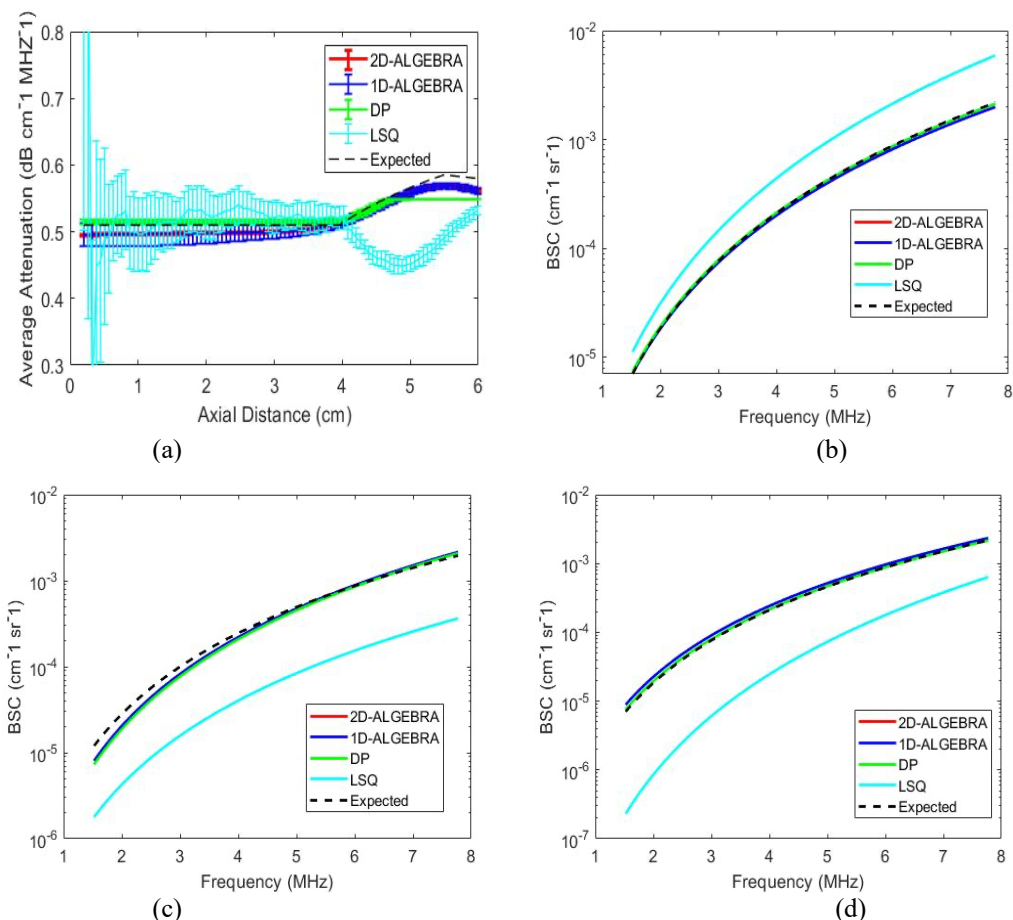 Average Attenuation (dB cm⁻¹ MHZ⁻¹)
0.8
0.7
0.6
0.5
0.4
0.3
0 1 2 3 4 5 6
Axial Distance (cm)
2D-ALGEBRA
1D-ALGEBRA
DP
LSQ
Expected
(a)
BSC (cm⁻¹ sr⁻¹)
10⁻²
10⁻³
10⁻⁴
10⁻⁵
1 2 3 4 5 6 7 8
Frequency (MHz)
2D-ALGEBRA
1D-ALGEBRA
DP
LSQ
Expected
(b)
BSC (cm⁻¹ sr⁻¹)
10⁻²
10⁻³
10⁻⁴
10⁻⁵
10⁻⁶
1 2 3 4 5 6 7 8
Frequency (MHz)
2D-ALGEBRA
1D-ALGEBRA
DP
LSQ
Expected
(c)
BSC (cm⁻¹ sr⁻¹)
10⁻²
10⁻³
10⁻⁴
10⁻⁵
10⁻⁶
10⁻⁷
1 2 3 4 5 6 7 8
Frequency (MHz)
2D-ALGEBRA
1D-ALGEBRA
DP
LSQ
Expected
(d)